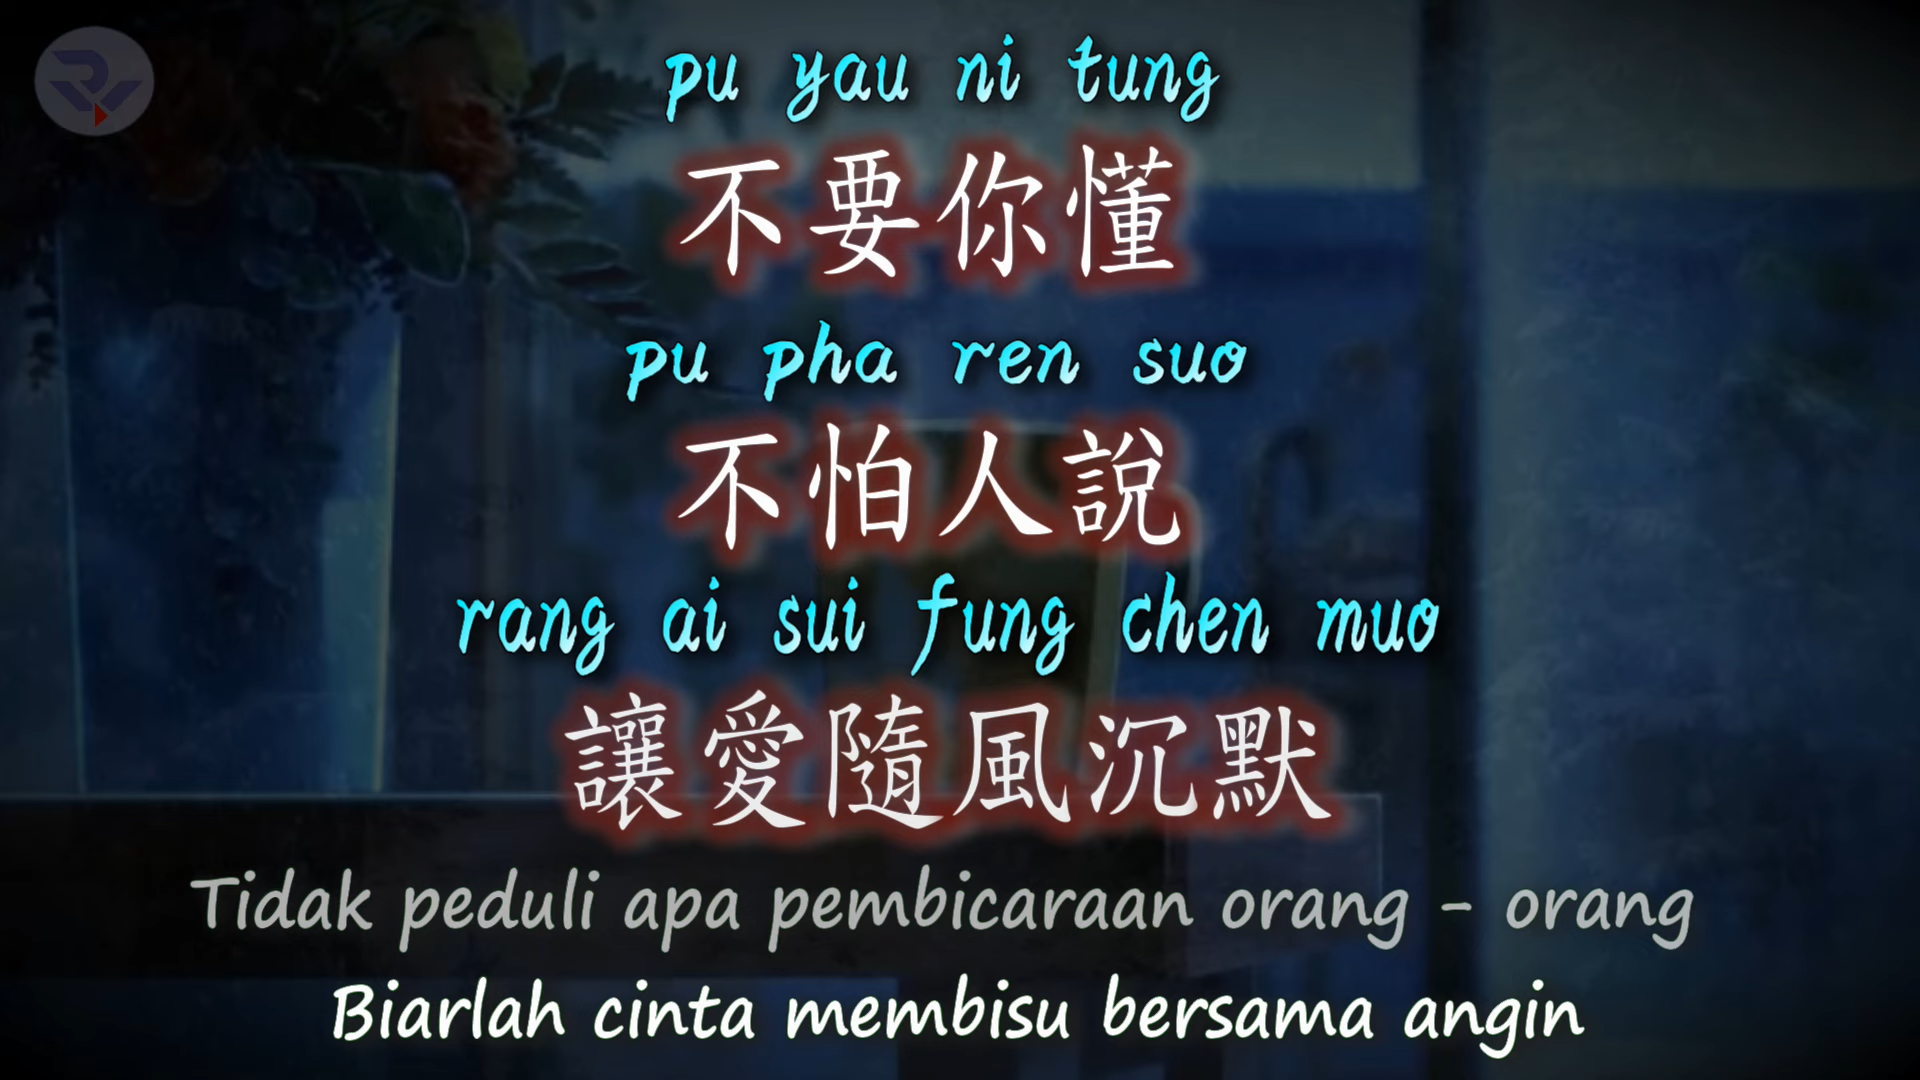 pu yau ni tung
不要你懂
pu pha ren suo
不怕人說
rang ai sui fung chen muo
讓愛隨風沉默
Tidak peduli apa pembicaraan orang - orang
Biarlah cinta membisu bersama angin